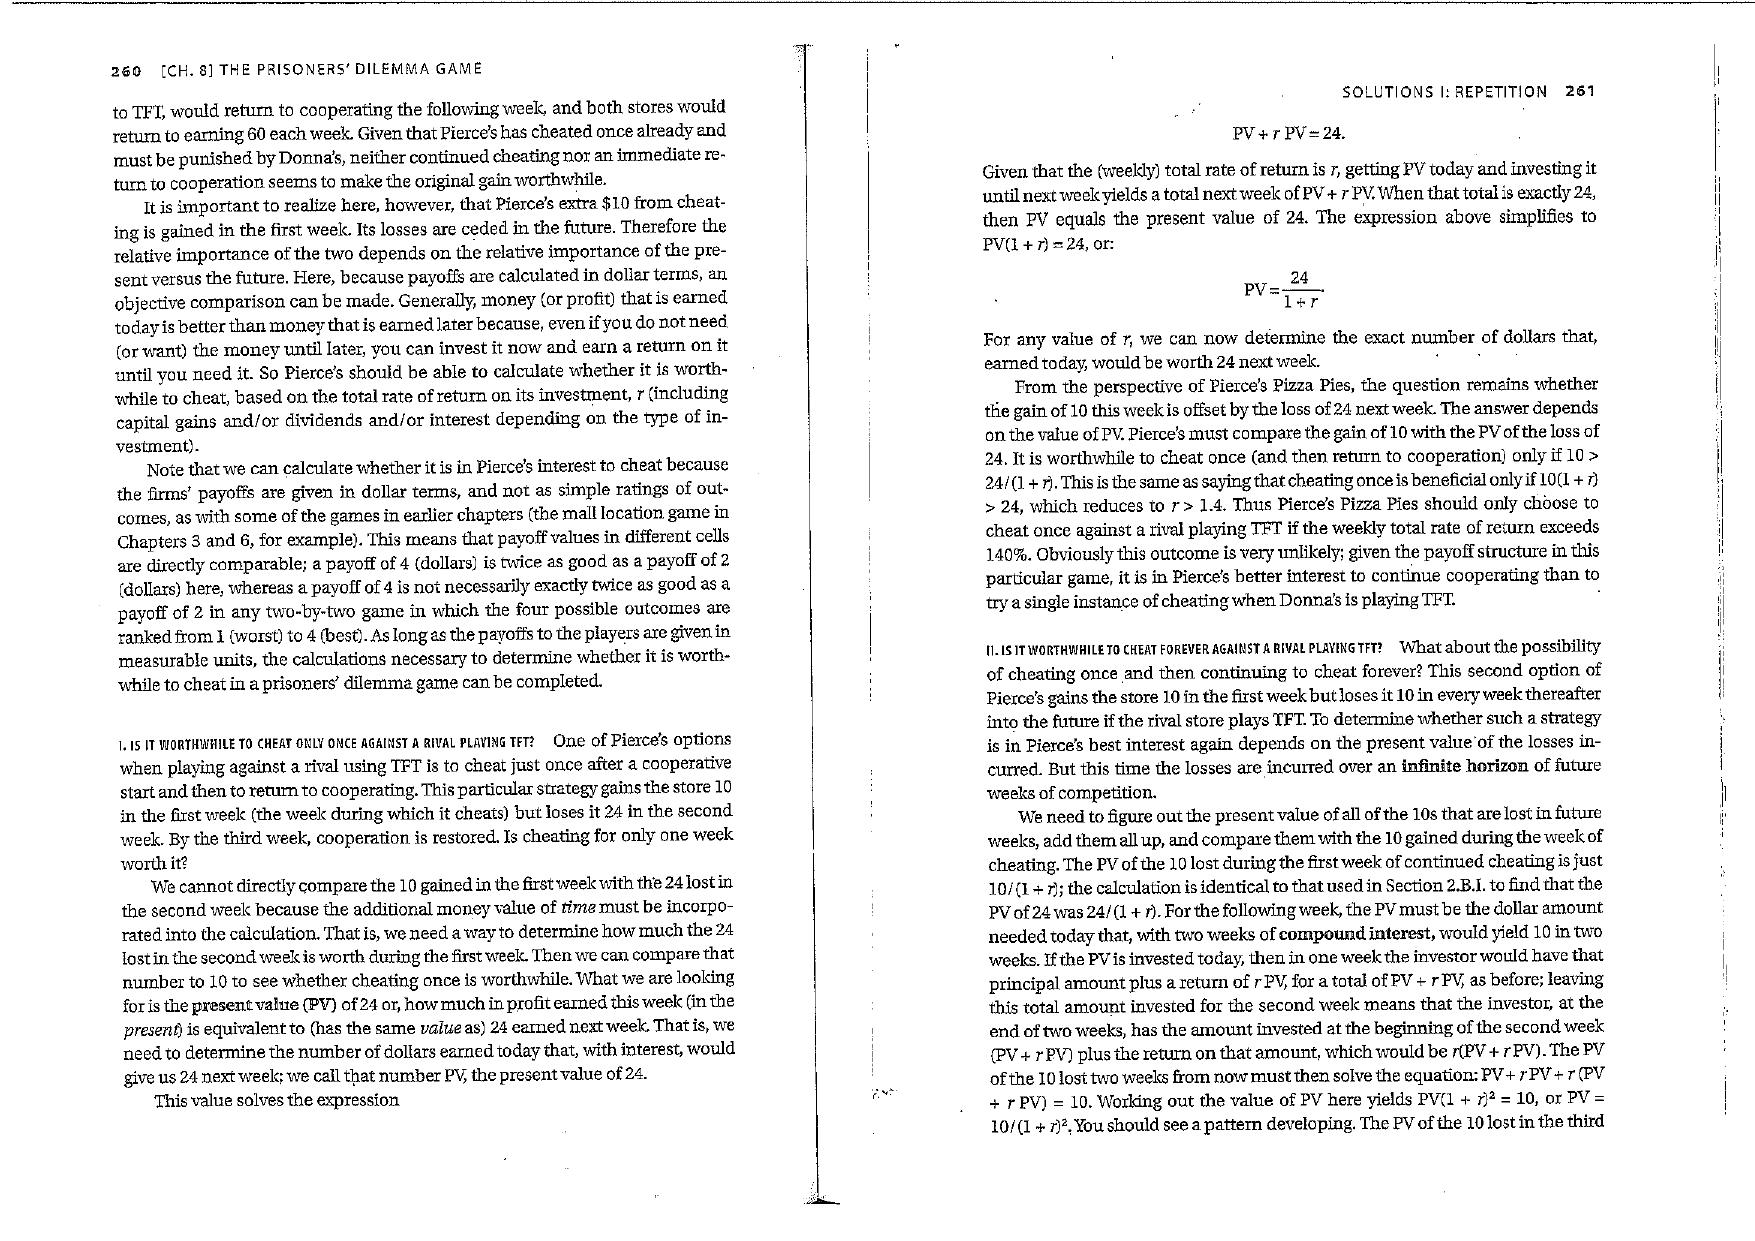 260 [CH. 8] THE PRISONERS' DILEMMA GAME
to TFT, would return to cooperating the following week, and both stores would
return to earning 60 each week. Given that Pierce's has cheated once already and
must be punished by Donna's, neither continued cheating nor an immediate re-
turn to cooperation seems to make the original gain worthwhile.
It is important to realize here, however, that Pierce's extra $10 from cheat-
ing is gained in the first week. Its losses are ceded in the future. Therefore the
relative importance of the two depends on the relative importance of the pre-
sent versus the future. Here, because payoffs are calculated in dollar terms, an
objective comparison can be made. Generally, money (or profit) that is earned
today is better than money that is earned later because, even if you do not need
(or want) the money until later, you can invest it now and earn a return on it
until you need it. So Pierce's should be able to calculate whether it is worth-
while to cheat, based on the total rate of return on its investment, r (including
capital gains and/or dividends and/or interest depending on the type of in-
vestment).
Note that we can calculate whether it is in Pierce's interest to cheat because
the firms' payoffs are given in dollar terms, and not as simple ratings of out-
comes, as with some of the games in earlier chapters (the mall location game in
Chapters 3 and 6, for example). This means that payoff values in different cells
are directly comparable; a payoff of 4 (dollars) is twice as good as a payoff of 2
(dollars) here, whereas a payoff of 4 is not necessarily exactly twice as good as a
payoff of 2 in any two-by-two game in which the four possible outcomes are
ranked from 1 (worst) to 4 (best). As long as the payoffs to the players are given in
measurable units, the calculations necessary to determine whether it is worth-
while to cheat in a prisoners' dilemma game can be completed.
I. IS IT WORTHWHILE TO CHEAT ONLY ONCE AGAINST A RIVAL PLAYING TFT? One of Pierce's options
when playing against a rival using TFT is to cheat just once after a cooperative
start and then to return to cooperating. This particular strategy gains the store 10
in the first week (the week during which it cheats) but loses it 24 in the second
week. By the third week, cooperation is restored. Is cheating for only one week
worth it?
We cannot directly compare the 10 gained in the first week with the 24 lost in
the second week because the additional money value of time must be incorpo-
rated into the calculation. That is, we need a way to determine how much the 24
lost in the second week is worth during the first week. Then we can compare that
number to 10 to see whether cheating once is worthwhile. What we are looking
for is the present value (PV) of 24 or, how much in profit earned this week (in the
present) is equivalent to (has the same value as) 24 earned next week. That is, we
need to determine the number of dollars earned today that, with interest, would
give us 24 next week; we call that number PV, the present value of 24.
This value solves the expression
SOLUTIONS I: REPETITION 261
PV + r PV = 24.
Given that the (weekly) total rate of return is r, getting PV today and investing it
until next week yields a total next week of PV + r PV. When that total is exactly 24,
then PV equals the present value of 24. The expression above simplifies to
PV(1 + r) = 24, or:
PV = 24 / 1 + r .
For any value of r, we can now determine the exact number of dollars that,
earned today, would be worth 24 next week.
From the perspective of Pierce's Pizza Pies, the question remains whether
the gain of 10 this week is offset by the loss of 24 next week. The answer depends
on the value of PV. Pierce's must compare the gain of 10 with the PV of the loss of
24. It is worthwhile to cheat once (and then return to cooperation) only if 10 >
24/(1 + r). This is the same as saying that cheating once is beneficial only if 10(1 + r)
> 24, which reduces to r > 1.4. Thus Pierce's Pizza Pies should only choose to
cheat once against a rival playing TFT if the weekly total rate of return exceeds
140%. Obviously this outcome is very unlikely; given the payoff structure in this
particular game, it is in Pierce's better interest to continue cooperating than to
try a single instance of cheating when Donna's is playing TFT.
II. IS IT WORTHWHILE TO CHEAT FOREVER AGAINST A RIVAL PLAYING TFT? What about the possibility
of cheating once and then continuing to cheat forever? This second option of
Pierce's gains the store 10 in the first week but loses it 10 in every week thereafter
into the future if the rival store plays TFT. To determine whether such a strategy
is in Pierce's best interest again depends on the present value of the losses in-
curred. But this time the losses are incurred over an infinite horizon of future
weeks of competition.
We need to figure out the present value of all of the 10s that are lost in future
weeks, add them all up, and compare them with the 10 gained during the week of
cheating. The PV of the 10 lost during the first week of continued cheating is just
10/(1 + r); the calculation is identical to that used in Section 2.B.I. to find that the
PV of 24 was 24/(1 + r). For the following week, the PV must be the dollar amount
needed today that, with two weeks of compound interest, would yield 10 in two
weeks. If the PV is invested today, then in one week the investor would have that
principal amount plus a return of r PV, for a total of PV + r PV, as before; leaving
this total amount invested for the second week means that the investor, at the
end of two weeks, has the amount invested at the beginning of the second week
(PV + r PV) plus the return on that amount, which would be r(PV + r PV). The PV
of the 10 lost two weeks from now must then solve the equation: PV + r PV + r (PV
+ r PV) = 10. Working out the value of PV here yields PV(1 + r)² = 10, or PV =
10/(1 + r)². You should see a pattern developing. The PV of the 10 lost in the third